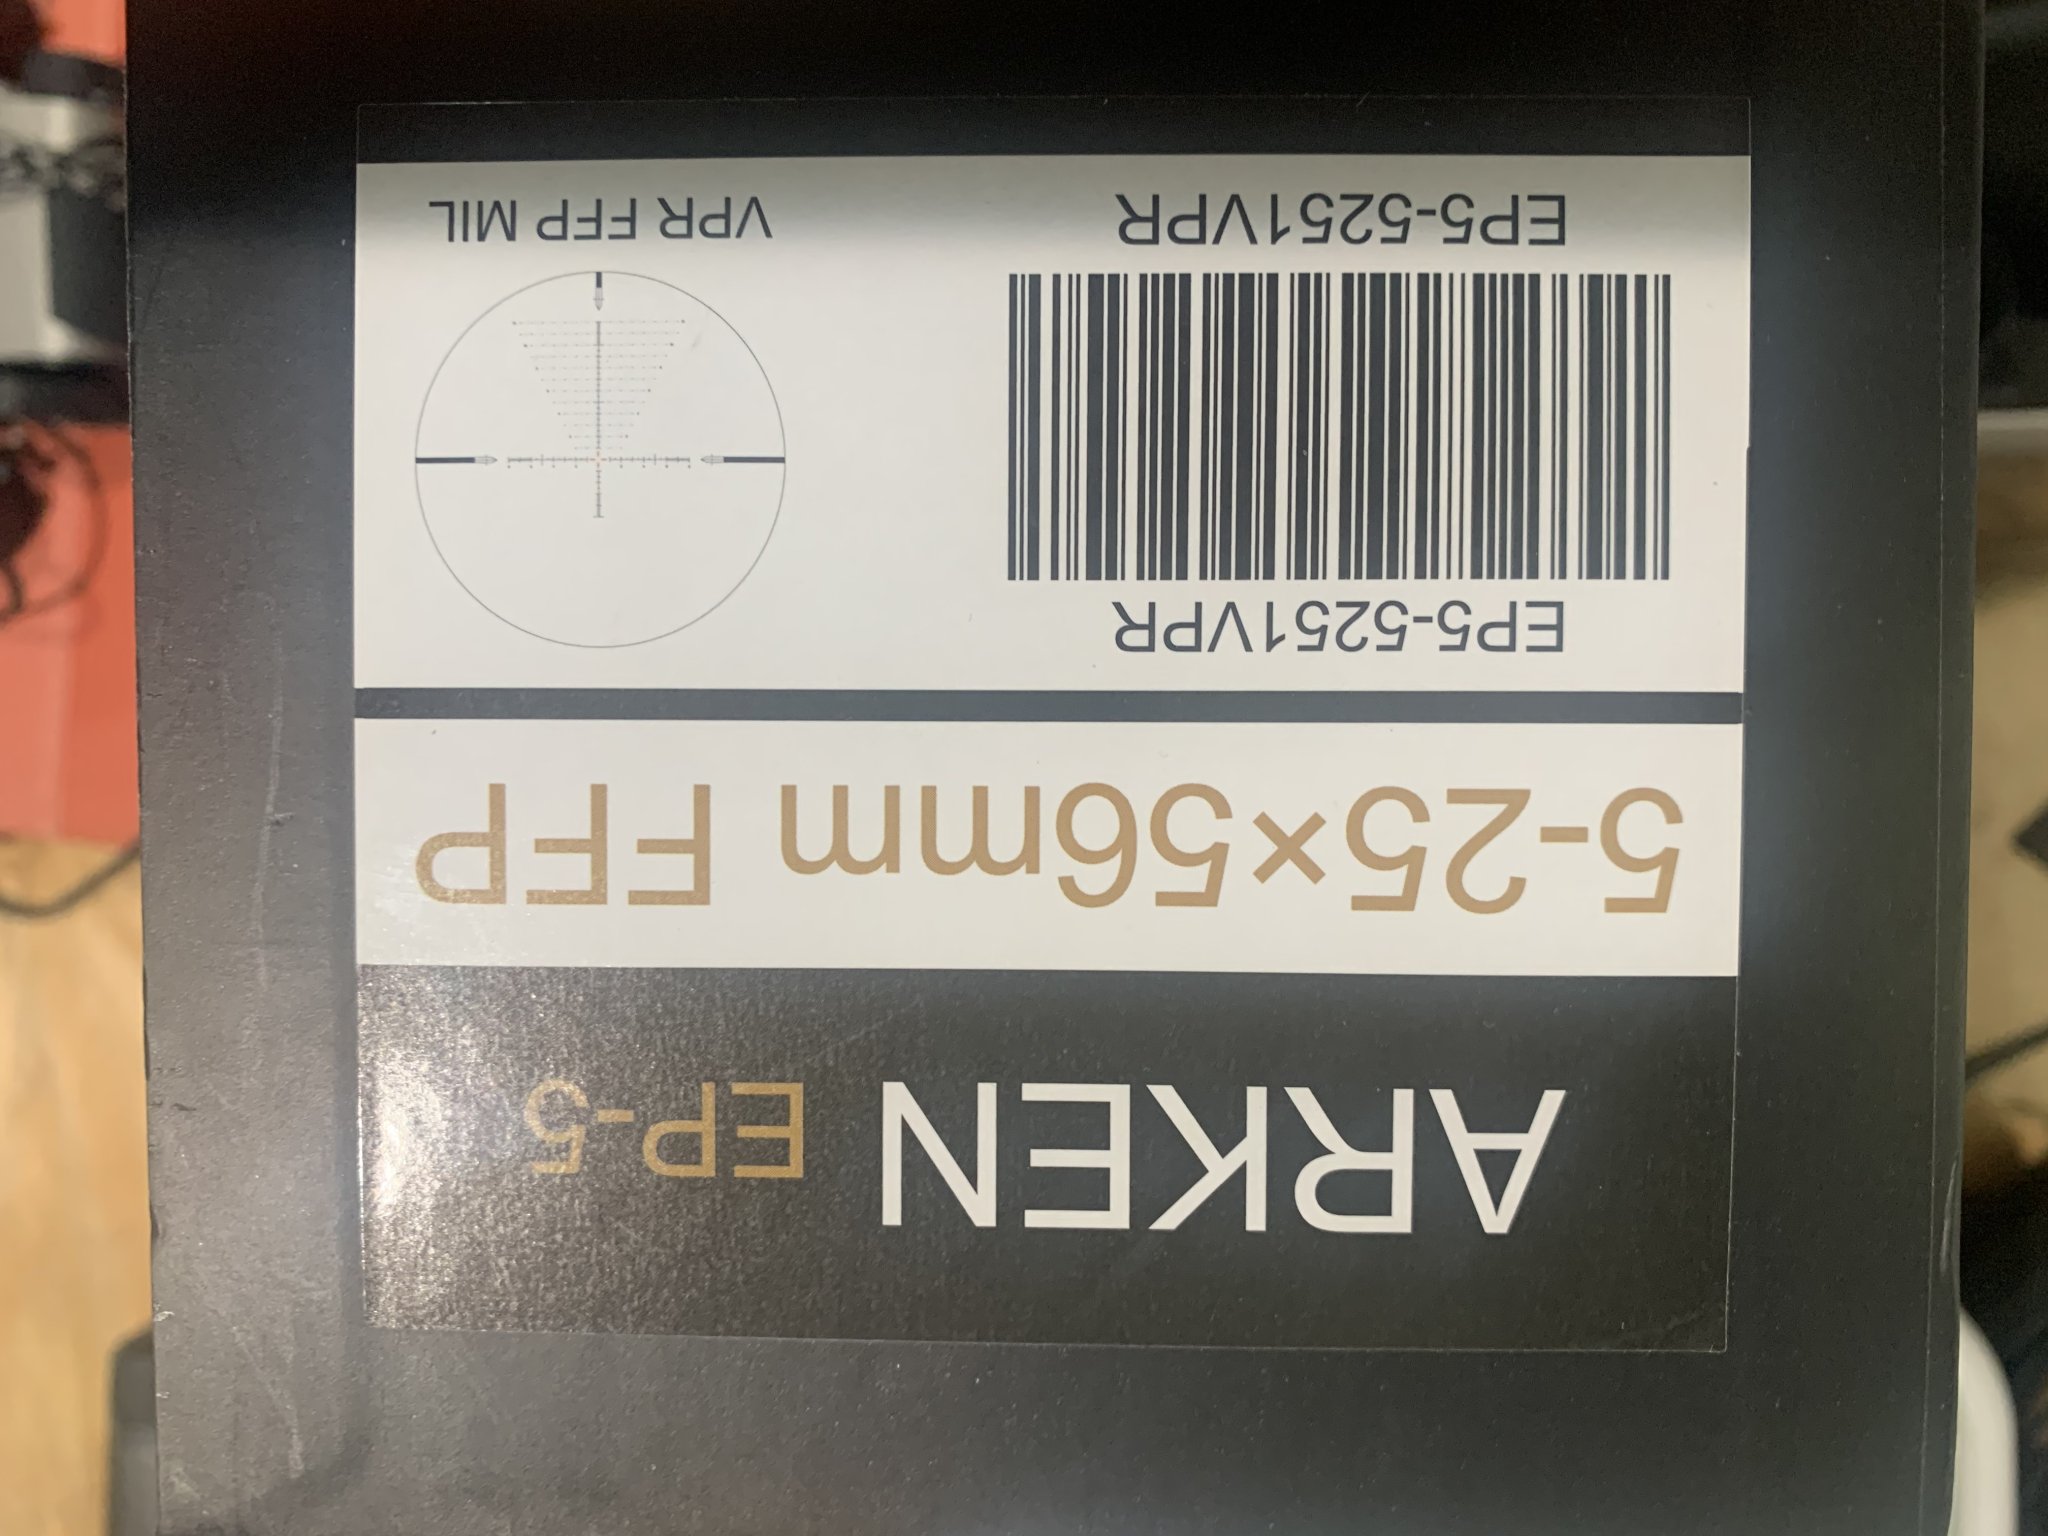 ARKEN EP-5
5-25×56mm FFP
EP5-5251VPR
EP5-5251VPR
VPR FFP MIL